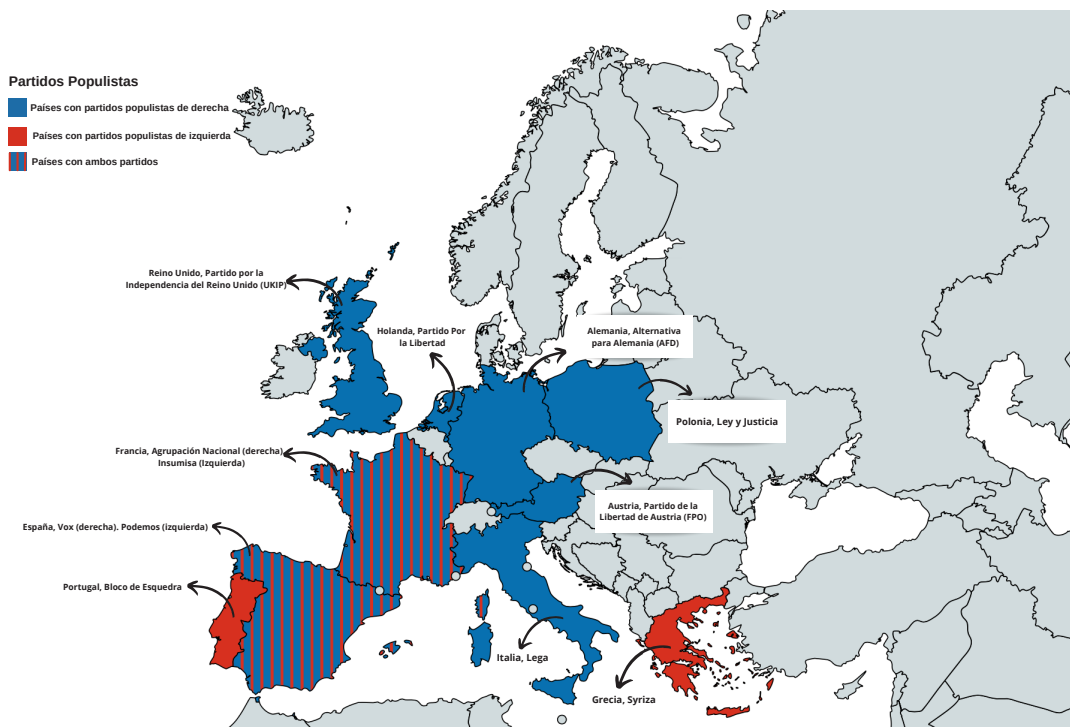 Partidos Populistas
Países con partidos populistas de derecha
Países con partidos populistas de izquierda
Países con ambos partidos
Reino Unido, Partido por la
Independencia del Reino Unido (UKIP)
Holanda, Partido Por
la Libertad
Alemania, Alternativa
para Alemania (AFD)
Polonia, Ley y Justicia
Francia, Agrupación Nacional (derecha)
Insumisa (Izquierda)
Austria, Partido de la
Libertad de Austria (FPO)
España, Vox (derecha). Podemos (izquierda)
Portugal, Bloco de Esquedra
Italia, Lega
Grecia, Syriza